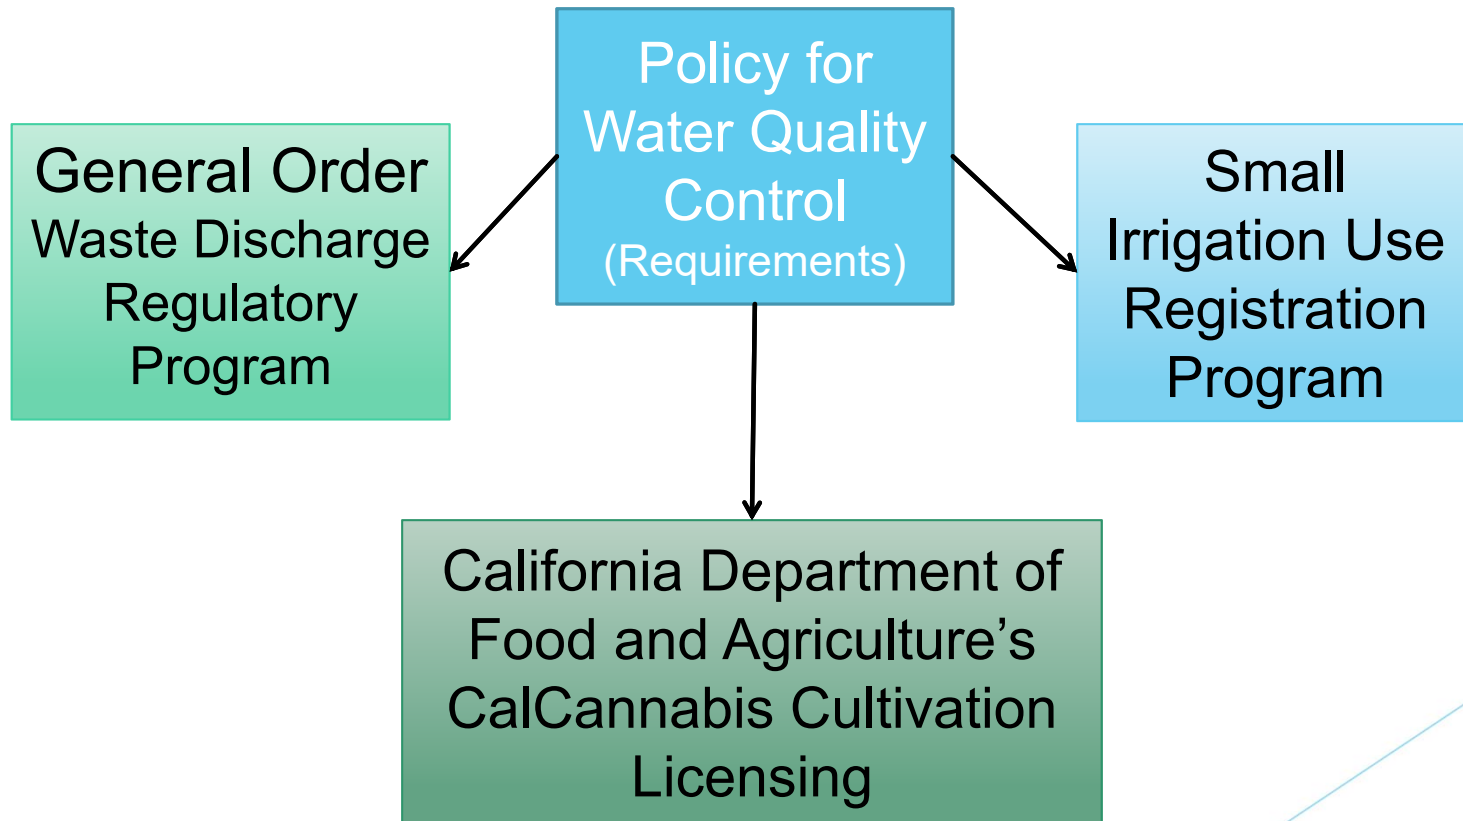 Policy for
Water Quality
Control
(Requirements)
General Order
Waste Discharge
Regulatory
Program
Small
Irrigation Use
Registration
Program
California Department of
Food and Agriculture’s
CalCannabis Cultivation
Licensing